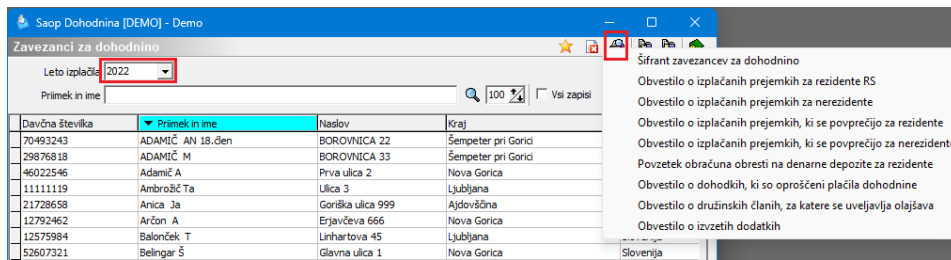 Saop Dohodnina [DEMO] - Demo
Zavezanci za dohodnino
Leto izplačila 2022
Priimek in ime 100 Vsi zapisi
Davčna številka Priimek in ime Naslov Kraj
70493243 ADAMIČ AN 18.člen BOROVNICA 22 Šempeter pri Gorici
29876818 ADAMIČ M BOROVNICA 33 Šempeter pri Gorici
46022546 Adamič A Prva ulica 2 Nova Gorica
11111119 Ambrožič Ta Ulica 3 Ljubljana
21728658 Anica Ja Goriška ulica 999 Ajdovščina
12792462 Arčon A Erjavčeva 666 Nova Gorica
12575984 Balonček T Linhartova 45 Ljubljana
52607321 Belingar Š Glavna ulica 1 Nova Gorica Slovenija
Šifrant zavezancev za dohodnino
Obvestilo o izplačanih prejemkih za rezidente RS
Obvestilo o izplačanih prejemkih za nerezidente
Obvestilo o izplačanih prejemkih, ki se povprečijo za rezidente
Obvestilo o izplačanih prejemkih, ki se povprečijo za nerezidente
Povzetek obračuna obresti na denarne depozite za rezidente
Obvestilo o dohodkih, ki so oproščeni plačila dohodnine
Obvestilo o družinskih članih, za katere se uveljavlja olajšava
Obvestilo o izvzetih dodatkih